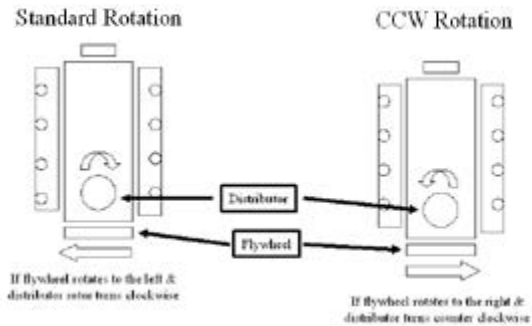 Standard Rotation
CCW Rotation
Distributor
Flywheel
If flywheel rotates to the left &
distributor rotor turns clockwise
If flywheel rotates to the right &
distributor turns counter clockwise